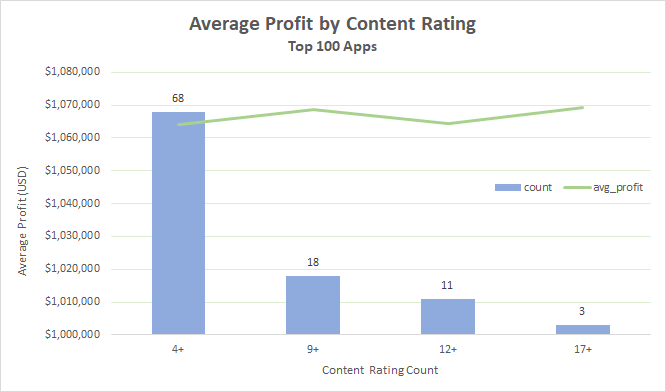 Average Profit by Content Rating
Top 100 Apps
$1,080,000
$1,070,000
$1,060,000
$1,050,000
$1,040,000
$1,030,000
$1,020,000
$1,010,000
$1,000,000
Average Profit (USD)
68
18
11
3
count
avg_profit
4+
9+
12+
17+
Content Rating Count